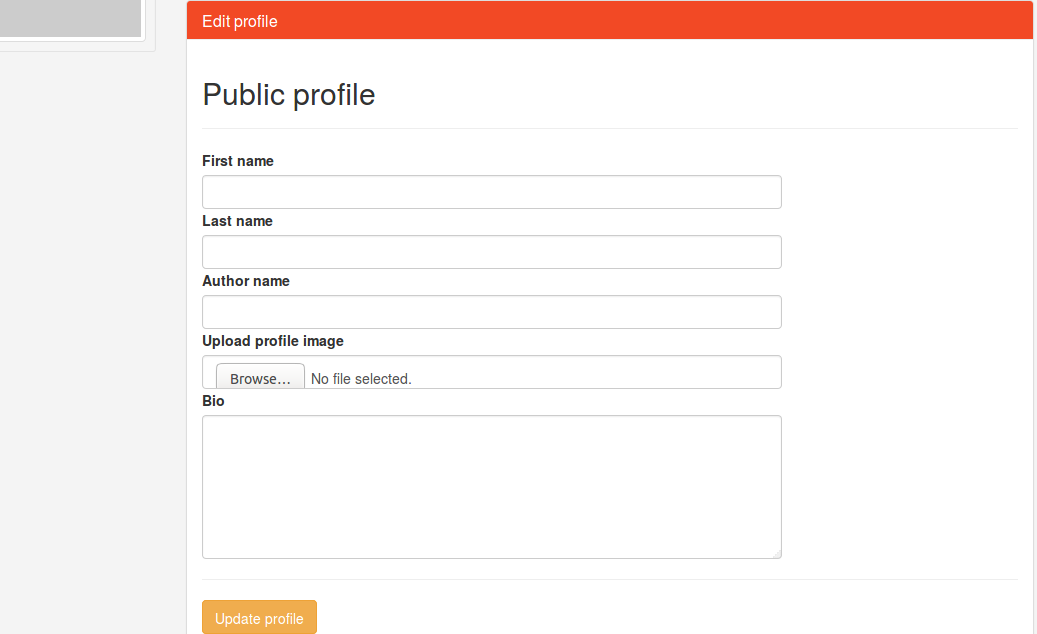 Edit profile
Public profile
First name
Last name
Author name
Upload profile image
Browse... No file selected.
Bio
Update profile